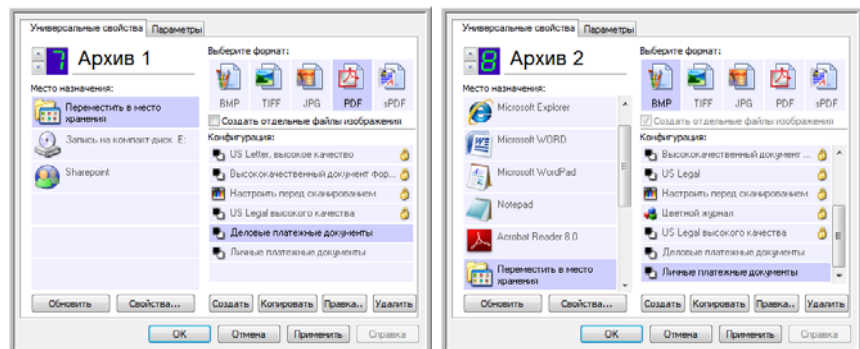 Универсальные свойства Параметры
7 Архив 1
Место назначения:
Переместить в место
хранения
Запись на компакт-диск E:
Sharepoint
Обновить Свойства...
Выберите формат:
BMP TIFF JPG PDF sPDF
Создать отдельные файлы изображения
Конфигурация:
US Letter, высокое качество
Высококачественный документ фор...
Настроить перед сканированием
US Legal высокого качества
Деловые платежные документы
Личные платежные документы
Создать Копировать Правка.. Удалить
OK Отмена Применить Справка
Универсальные свойства Параметры
8 Архив 2
Место назначения:
Microsoft Explorer
Microsoft WORD
Microsoft WordPad
Notepad
Acrobat Reader 8.0
Переместить в место
хранения
Обновить Свойства...
Выберите формат:
BMP TIFF JPG PDF sPDF
Создать отдельные файлы изображения
Конфигурация:
Высококачественный документ ...
US Legal
Настроить перед сканированием
Цветной журнал
US Legal высокого качества
Деловые платежные документы
Личные платежные документы
Создать Копировать Правка.. Удалить
OK Отмена Применить Справка